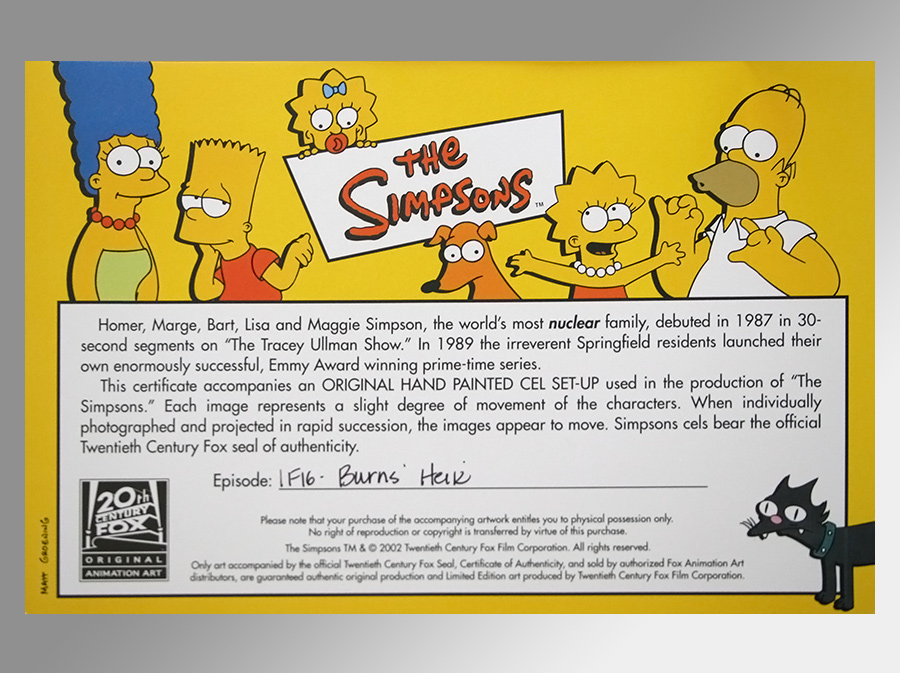 THE
SIMPSONS™
Homer, Marge, Bart, Lisa and Maggie Simpson, the world's most nuclear family, debuted in 1987 in 30-
second segments on "The Tracey Ullman Show." In 1989 the irreverent Springfield residents launched their
own enormously successful, Emmy Award winning prime-time series.
This certificate accompanies an ORIGINAL HAND PAINTED CEL SET-UP used in the production of "The
Simpsons." Each image represents a slight degree of movement of the characters. When individually
photographed and projected in rapid succession, the images appear to move. Simpsons cels bear the official
Twentieth Century Fox seal of authenticity.
Episode: 1F16 - Burns' Heir
20th
CENTURY
FOX
ORIGINAL
ANIMATION ART
Please note that your purchase of the accompanying artwork entitles you to physical possession only.
No right of reproduction or copyright is transferred by virtue of this purchase.
The Simpsons TM & © 2002 Twentieth Century Fox Film Corporation. All rights reserved.
Only art accompanied by the official Twentieth Century Fox Seal, Certificate of Authenticity, and sold by authorized Fox Animation Art
distributors, are guaranteed authentic original production and Limited Edition art produced by Twentieth Century Fox Film Corporation.
MATT GROENING